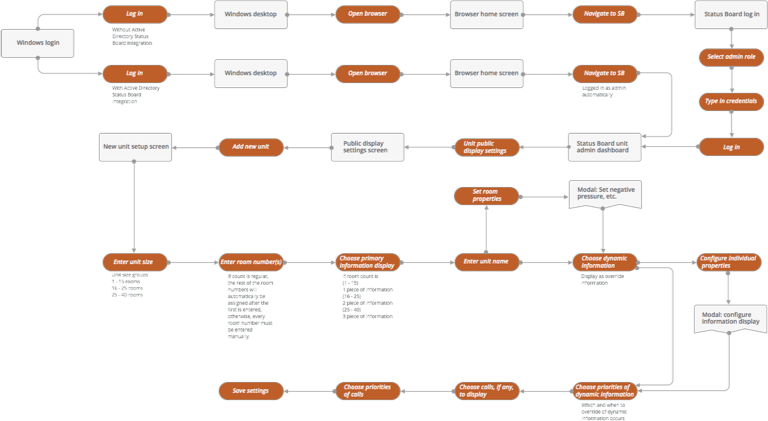 Log in
Windows desktop
Open browser
Browser home screen
Navigate to SB
Status Board log in
Without Active
Directory Status
Board integration
Windows login
Select admin role
Log in
Windows desktop
Open browser
Browser home screen
Navigate to SB
With Active Directory
Status Board
integration
Logged in as admin
automatically
Type in credentials
New unit setup screen
Add new unit
Public display
settings screen
Unit public
display settings
Status Board unit
admin dashboard
Log in
Set room
properties
Modal: Set negative
pressure, etc.
Enter unit size
Enter room number(s)
Choose primary
information display
Enter unit name
Choose dynamic
information
Configure individual
properties
Unit size groups
1 - 15 rooms
16 - 25 rooms
25 - 40 rooms
If count is regular,
the rest of the room
numbers will
automatically be
assigned after the
first is entered,
otherwise, every
room number must
be entered
manually
If room count is:
(1 - 15)
1 piece of information
(16 - 25)
2 piece of information
(25 - 40)
3 piece of information
Display as override
information
Modal: configure
information display
Save settings
Choose priorities
of calls
Choose calls, if any,
to display
Choose priorities of
dynamic information
Which and when to
override of dynamic
information occurs